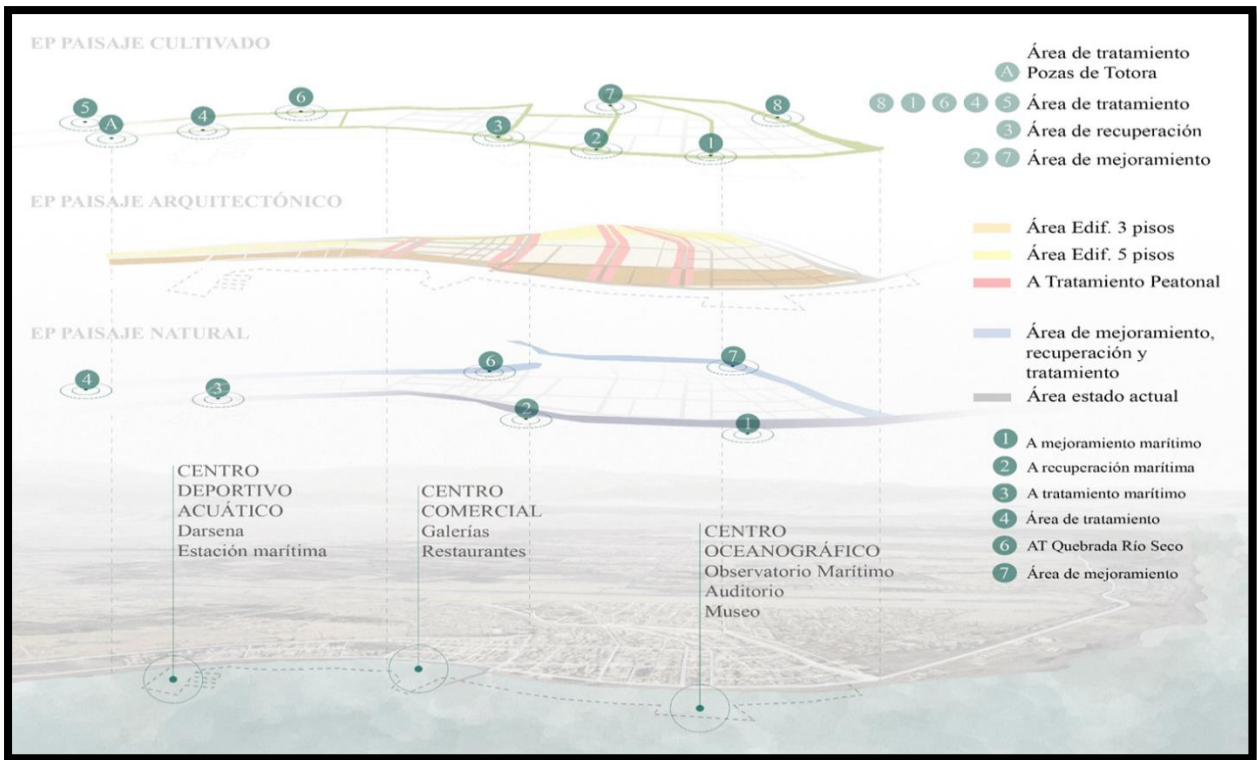 EP PAISAJE CULTIVADO
5
A
4
6
3
2
7
1
8
Área de tratamiento
A Pozas de Totora
8 1 6 4 5 Área de tratamiento
3 Área de recuperación
2 7 Área de mejoramiento
EP PAISAJE ARQUITECTÓNICO
Área Edif. 3 pisos
Área Edif. 5 pisos
A Tratamiento Peatonal
EP PAISAJE NATURAL
4
3
6
2
7
1
Área de mejoramiento,
recuperación y
tratamiento
Área estado actual
1 A mejoramiento marítimo
2 A recuperación marítima
3 A tratamiento marítimo
4 Área de tratamiento
6 AT Quebrada Río Seco
7 Área de mejoramiento
CENTRO
DEPORTIVO
ACUÁTICO
Darsena
Estación marítima
CENTRO
COMERCIAL
Galerías
Restaurantes
CENTRO
OCEANOGRÁFICO
Observatorio Marítimo
Auditorio
Museo